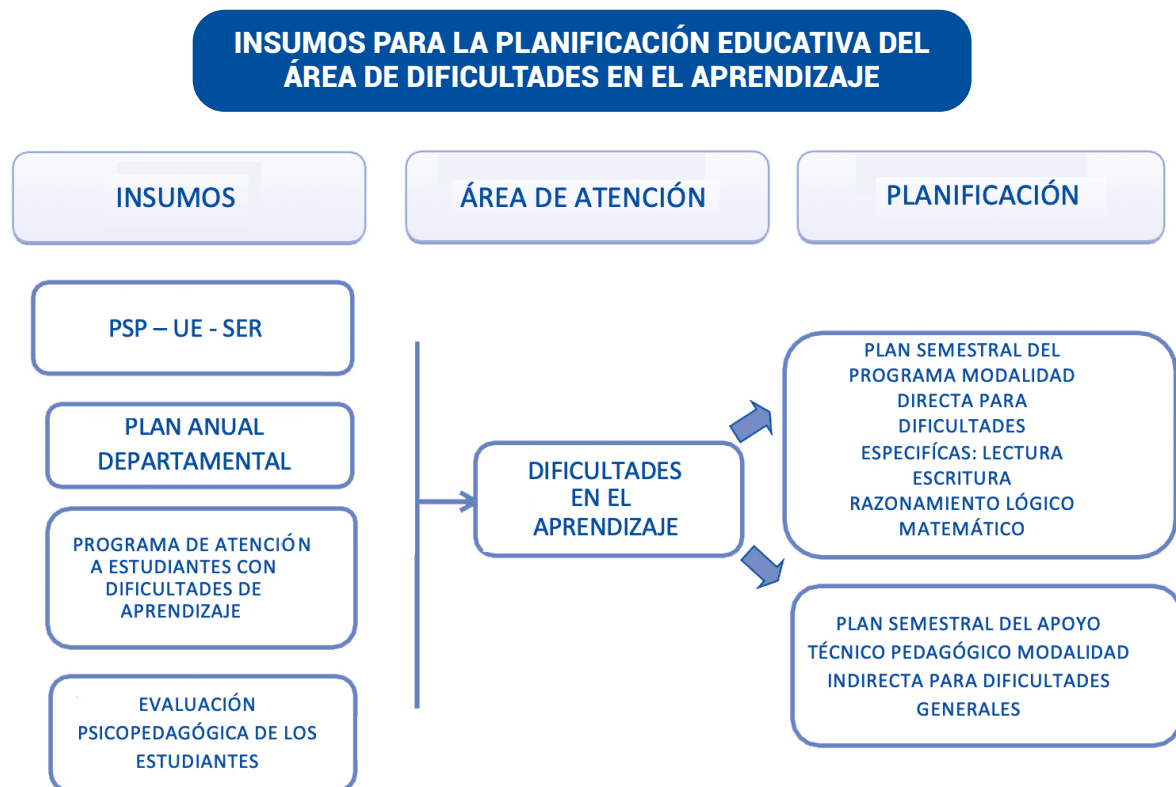 INSUMOS PARA LA PLANIFICACIÓN EDUCATIVA DEL
ÁREA DE DIFICULTADES EN EL APRENDIZAJE
INSUMOS
ÁREA DE ATENCIÓN
PLANIFICACIÓN
PSP – UE - SER
PLAN ANUAL
DEPARTAMENTAL
PROGRAMA DE ATENCIÓN
A ESTUDIANTES CON
DIFICULTADES DE
APRENDIZAJE
EVALUACIÓN
PSICOPEDAGÓGICA DE LOS
ESTUDIANTES
DIFICULTADES
EN EL
APRENDIZAJE
PLAN SEMESTRAL DEL
PROGRAMA MODALIDAD
DIRECTA PARA
DIFICULTADES
ESPECIFÍCAS: LECTURA
ESCRITURA
RAZONAMIENTO LÓGICO
MATEMÁTICO
PLAN SEMESTRAL DEL APOYO
TÉCNICO PEDAGÓGICO MODALIDAD
INDIRECTA PARA DIFICULTADES
GENERALES